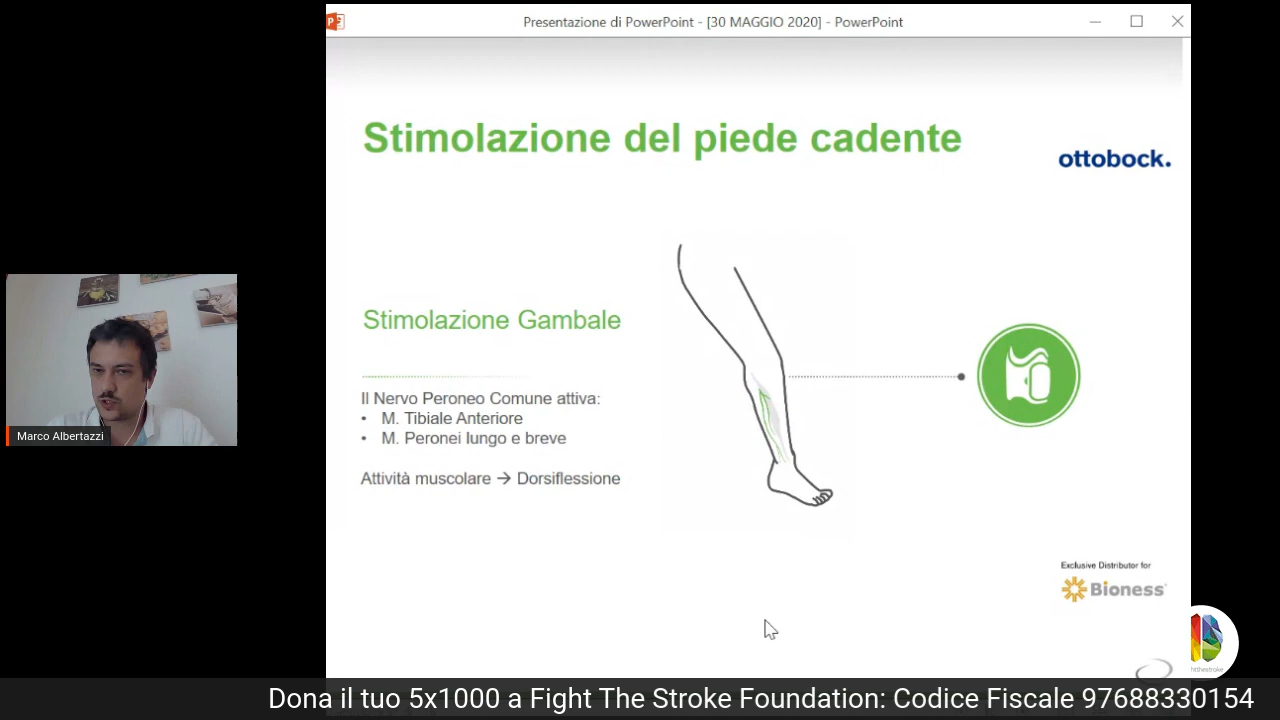 Presentazione di PowerPoint - [30 MAGGIO 2020] - PowerPoint
Stimolazione del piede cadente
ottobock.
Stimolazione Gambale
Il Nervo Peroneo Comune attiva:
• M. Tibiale Anteriore
• M. Peronei lungo e breve
Attività muscolare → Dorsiflessione
Marco Albertazzi
Exclusive Distributor for
Bioness
Dona il tuo 5x1000 a Fight The Stroke Foundation: Codice Fiscale 97688330154